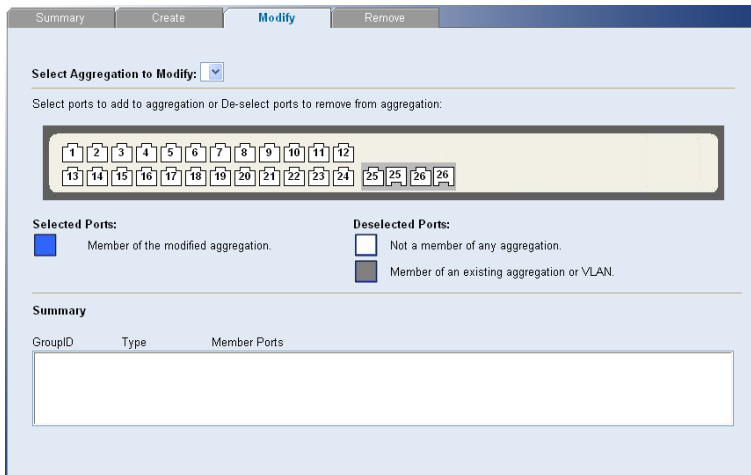 Summary Create Modify Remove
Select Aggregation to Modify:
Select ports to add to aggregation or De-select ports to remove from aggregation:
1 2 3 4 5 6 7 8 9 10 11 12
13 14 15 16 17 18 19 20 21 22 23 24 25 25 26 26
Selected Ports: Deselected Ports:
Member of the modified aggregation. Not a member of any aggregation.
Member of an existing aggregation or VLAN.
Summary
GroupID Type Member Ports